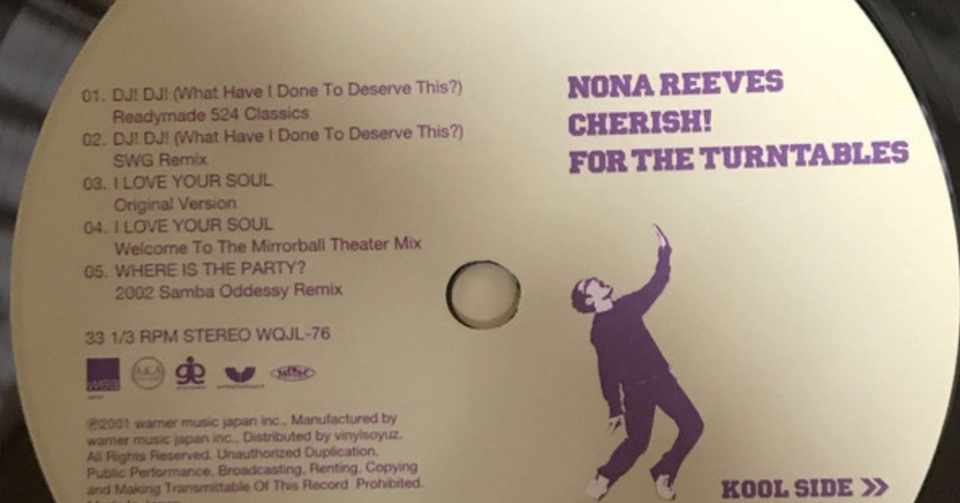 01. DJ! DJ! (What Have I Done To Deserve This?)
Readymade 524 Classics
02. DJ! DJ! (What Have I Done To Deserve This?)
SWG Remix
03. I LOVE YOUR SOUL
Original Version
04. I LOVE YOUR SOUL
Welcome To The Mirrorball Theater Mix
05. WHERE IS THE PARTY?
2002 Samba Oddessy Remix
33 1/3 RPM STEREO WQJL-76
℗2001 warner music japan inc., Manufactured by
warner music japan inc., Distributed by vinylsoyuz.
All Rights Reserved. Unauthorized Duplication,
Public Performance, Broadcasting, Renting, Copying
and Making Transmittable Of This Record Prohibited.
NONA REEVES
CHERISH!
FOR THE TURNTABLES
KOOL SIDE >>